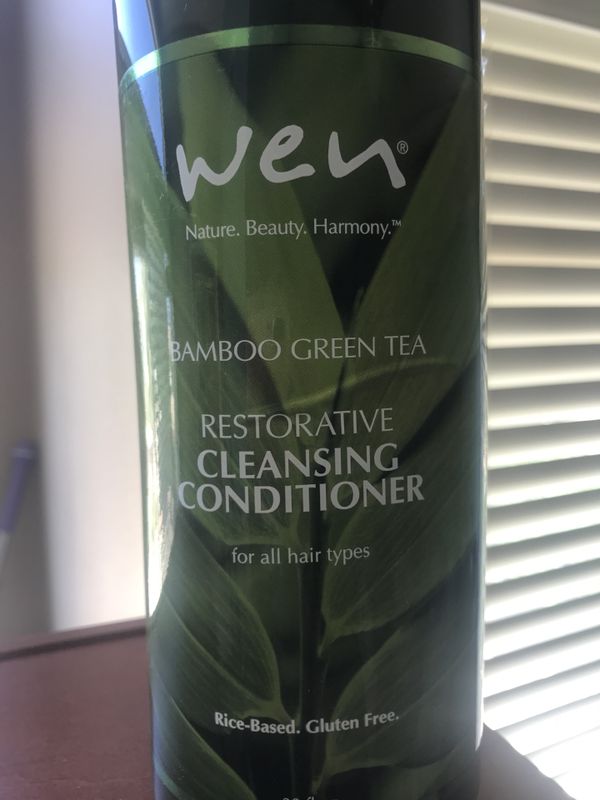 wen®
Nature. Beauty. Harmony.™
BAMBOO GREEN TEA
RESTORATIVE
CLEANSING
CONDITIONER
for all hair types
Rice-Based. Gluten Free.